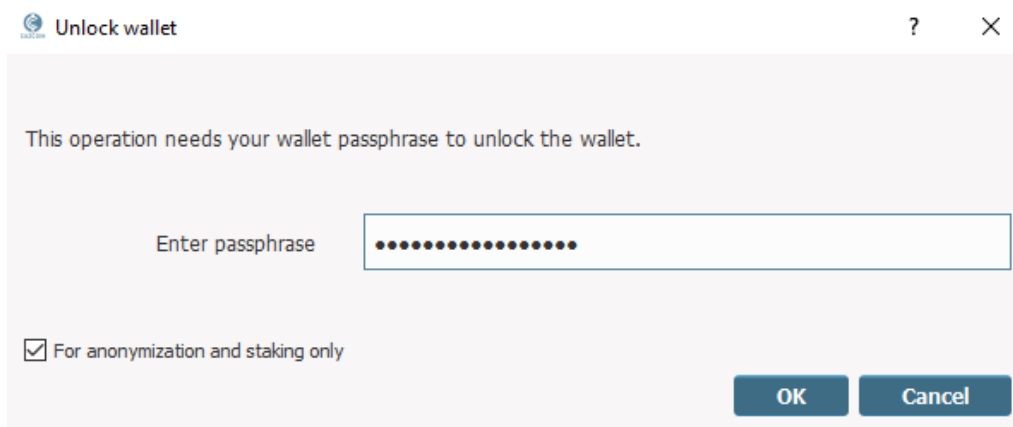 Unlock wallet
This operation needs your wallet passphrase to unlock the wallet.
Enter passphrase
•••••••••••••••••
For anonymization and staking only
OK Cancel